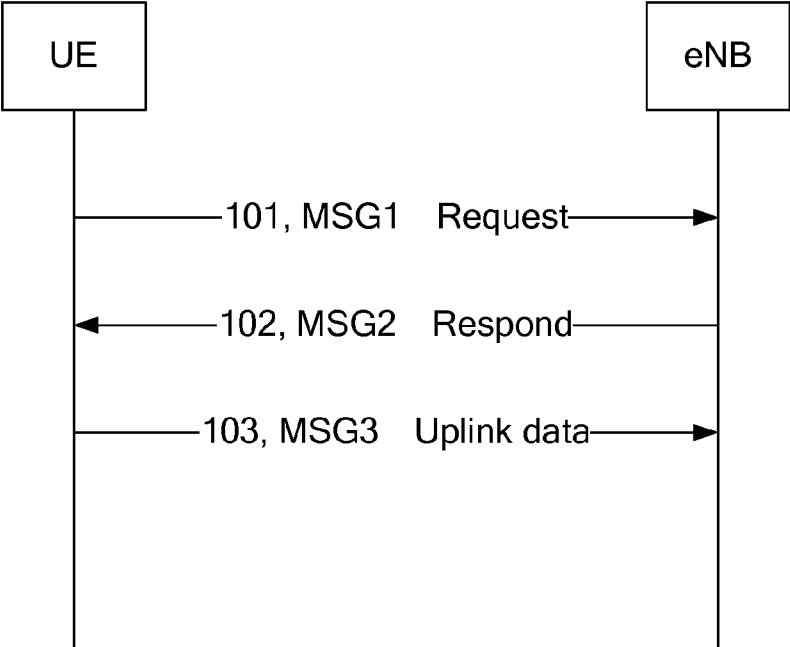 UE
eNB
101, MSG1 Request
102, MSG2 Respond
103, MSG3 Uplink data